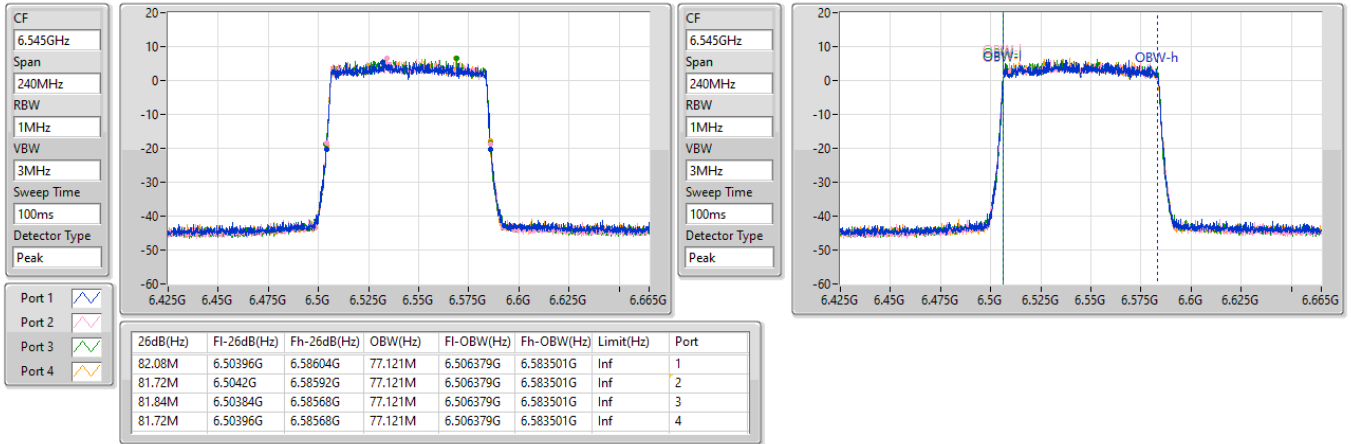 CF
6.545GHz
Span
240MHz
RBW
1MHz
VBW
3MHz
Sweep Time
100ms
Detector Type
Peak
20
10
0
-10
-20
-30
-40
-50
-60
6.425G 6.45G 6.475G 6.5G 6.525G 6.55G 6.575G 6.6G 6.625G 6.665G
CF
6.545GHz
Span
240MHz
RBW
1MHz
VBW
3MHz
Sweep Time
100ms
Detector Type
Peak
20
10
0
-10
-20
-30
-40
-50
-60
OBW-l OBW-h
6.425G 6.45G 6.475G 6.5G 6.525G 6.55G 6.575G 6.6G 6.625G 6.665G
Port 1
Port 2
Port 3
Port 4
26dB(Hz) Fl-26dB(Hz) Fh-26dB(Hz) OBW(Hz) Fl-OBW(Hz) Fh-OBW(Hz) Limit(Hz) Port
82.08M 6.50396G 6.58604G 77.121M 6.506379G 6.583501G Inf 1
81.72M 6.5042G 6.58592G 77.121M 6.506379G 6.583501G Inf 2
81.84M 6.50384G 6.58568G 77.121M 6.506379G 6.583501G Inf 3
81.72M 6.50396G 6.58568G 77.121M 6.506379G 6.583501G Inf 4